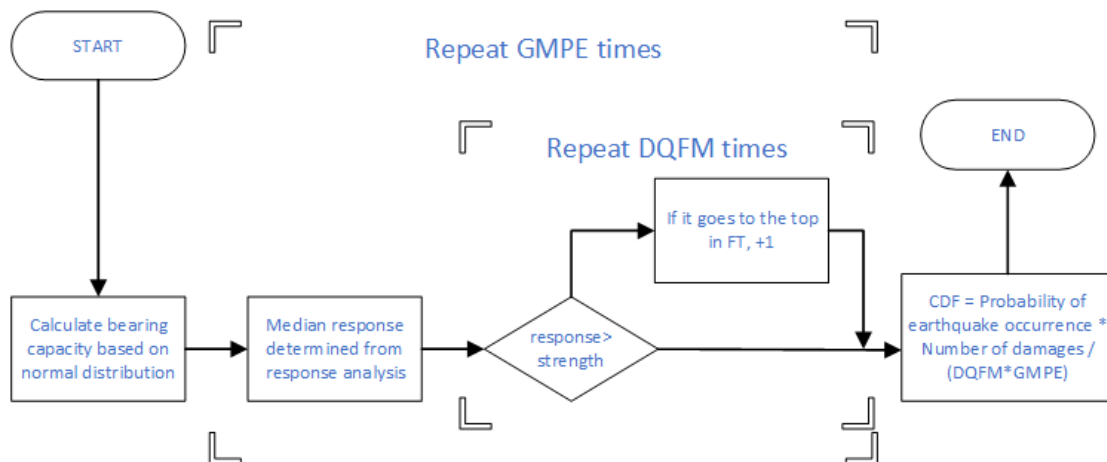 START
Repeat GMPE times
Repeat DQFM times
END
If it goes to the top
in FT, +1
Calculate bearing
capacity based on
normal distribution
Median response
determined from
response analysis
response>
strength
CDF = Probability of
earthquake occurrence *
Number of damages /
(DQFM*GMPE)